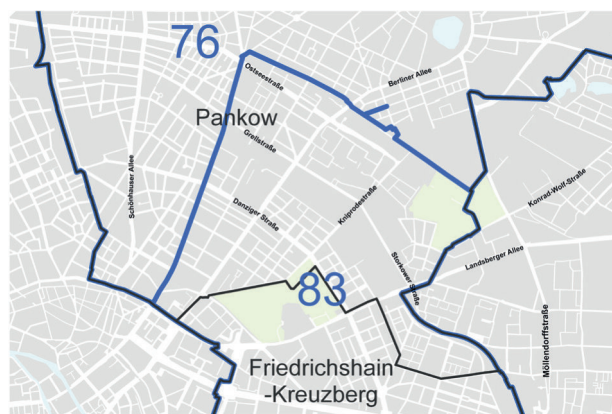 76
Ostseestraße
Berliner Allee
Pankow
Grellstraße
Schönhauser Allee
Konrad-Wolf-Straße
Kniprodestraße
Danziger Straße
Storkower Straße
Landsberger Allee
83
Möllendorffstraße
Friedrichshain
-Kreuzberg